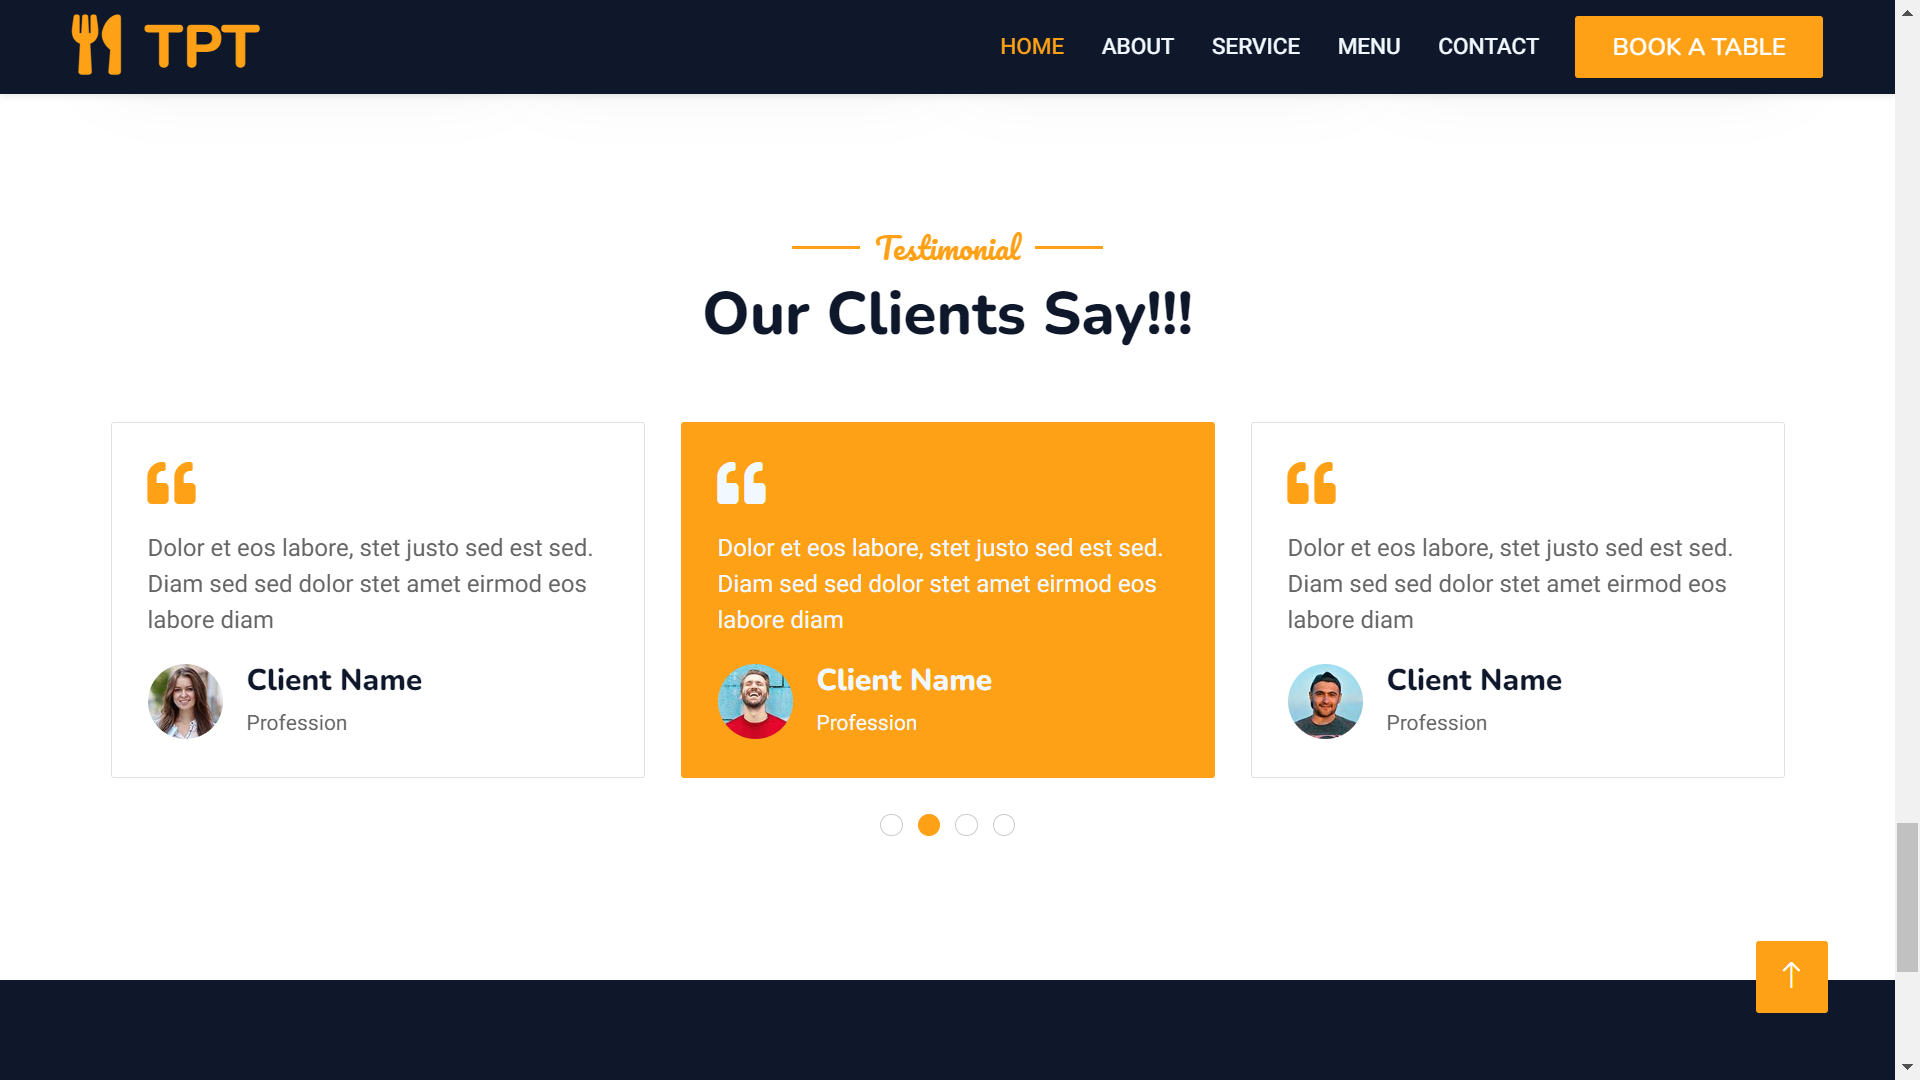 TPT
HOME
ABOUT
SERVICE
MENU
CONTACT
BOOK A TABLE
Testimonial
Our Clients Say!!!
Dolor et eos labore, stet justo sed est sed.
Diam sed sed dolor stet amet eirmod eos
labore diam
Client Name
Profession
Dolor et eos labore, stet justo sed est sed.
Diam sed sed dolor stet amet eirmod eos
labore diam
Client Name
Profession
Dolor et eos labore, stet justo sed est sed.
Diam sed sed dolor stet amet eirmod eos
labore diam
Client Name
Profession